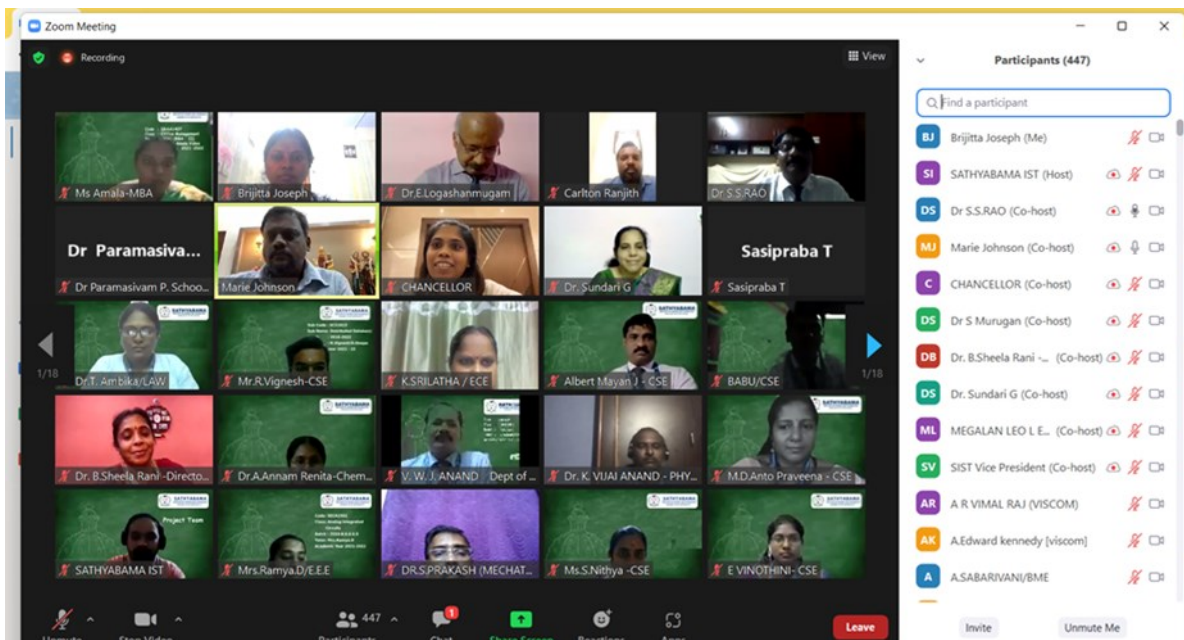 Zoom Meeting
Recording
View
Ms Amala-MBA
Brijitta Joseph
Dr.E.Logashanmugam
Carlton Ranjith
Dr S.S.RAO
Dr Paramasiva...
Dr Paramasivam P. Schoo...
Marie Johnson
CHANCELLOR
Dr. Sundari G
Sasipraba T
Sasipraba T
1/18
1/18
SATHYABAMA
Dr.T. Ambika/LAW
Mr.R.Vignesh-CSE
K.SRILATHA / ECE
Albert Mayan J - CSE
BABU/CSE
Dr. B.Sheela Rani -Directo...
Dr.A.Annam Renita-Chem...
V. W. J. ANAND Dept of ...
Dr. K. VIJAI ANAND - PHY...
M.D.Anto Praveena - CSE
Project Team
SATHYABAMA IST
Mrs.Ramya.D/E.E.E
DR.S.PRAKASH (MECHAT...
Ms.S.Nithya -CSE
E VINOTHINI- CSE
447
1
Leave
Participants (447)
Find a participant
BJ Brijitta Joseph (Me)
SI SATHYABAMA IST (Host)
DS Dr S.S.RAO (Co-host)
MJ Marie Johnson (Co-host)
C CHANCELLOR (Co-host)
DS Dr S Murugan (Co-host)
DB Dr. B.Sheela Rani -... (Co-host)
DS Dr. Sundari G (Co-host)
ML MEGALAN LEO L E... (Co-host)
SV SIST Vice President (Co-host)
AR A R VIMAL RAJ (VISCOM)
AK A.Edward kennedy [viscom]
A A.SABARIVANI/BME
Invite
Unmute Me